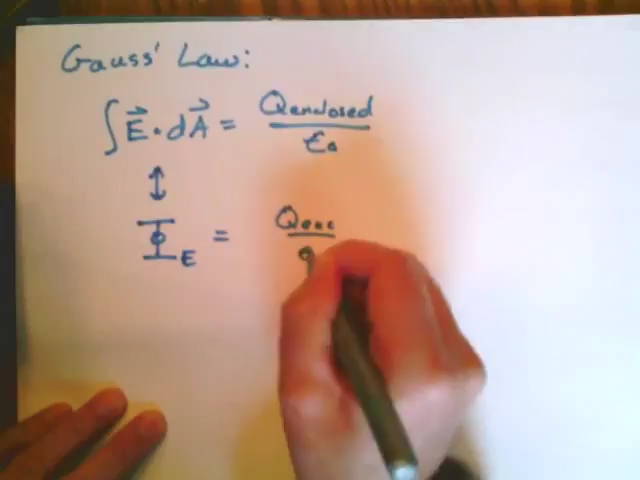 Gauss' Law:
∫ E⃗ · dA⃗ = Qenclosed / ε₀
↕
Φ_E = Qenc /